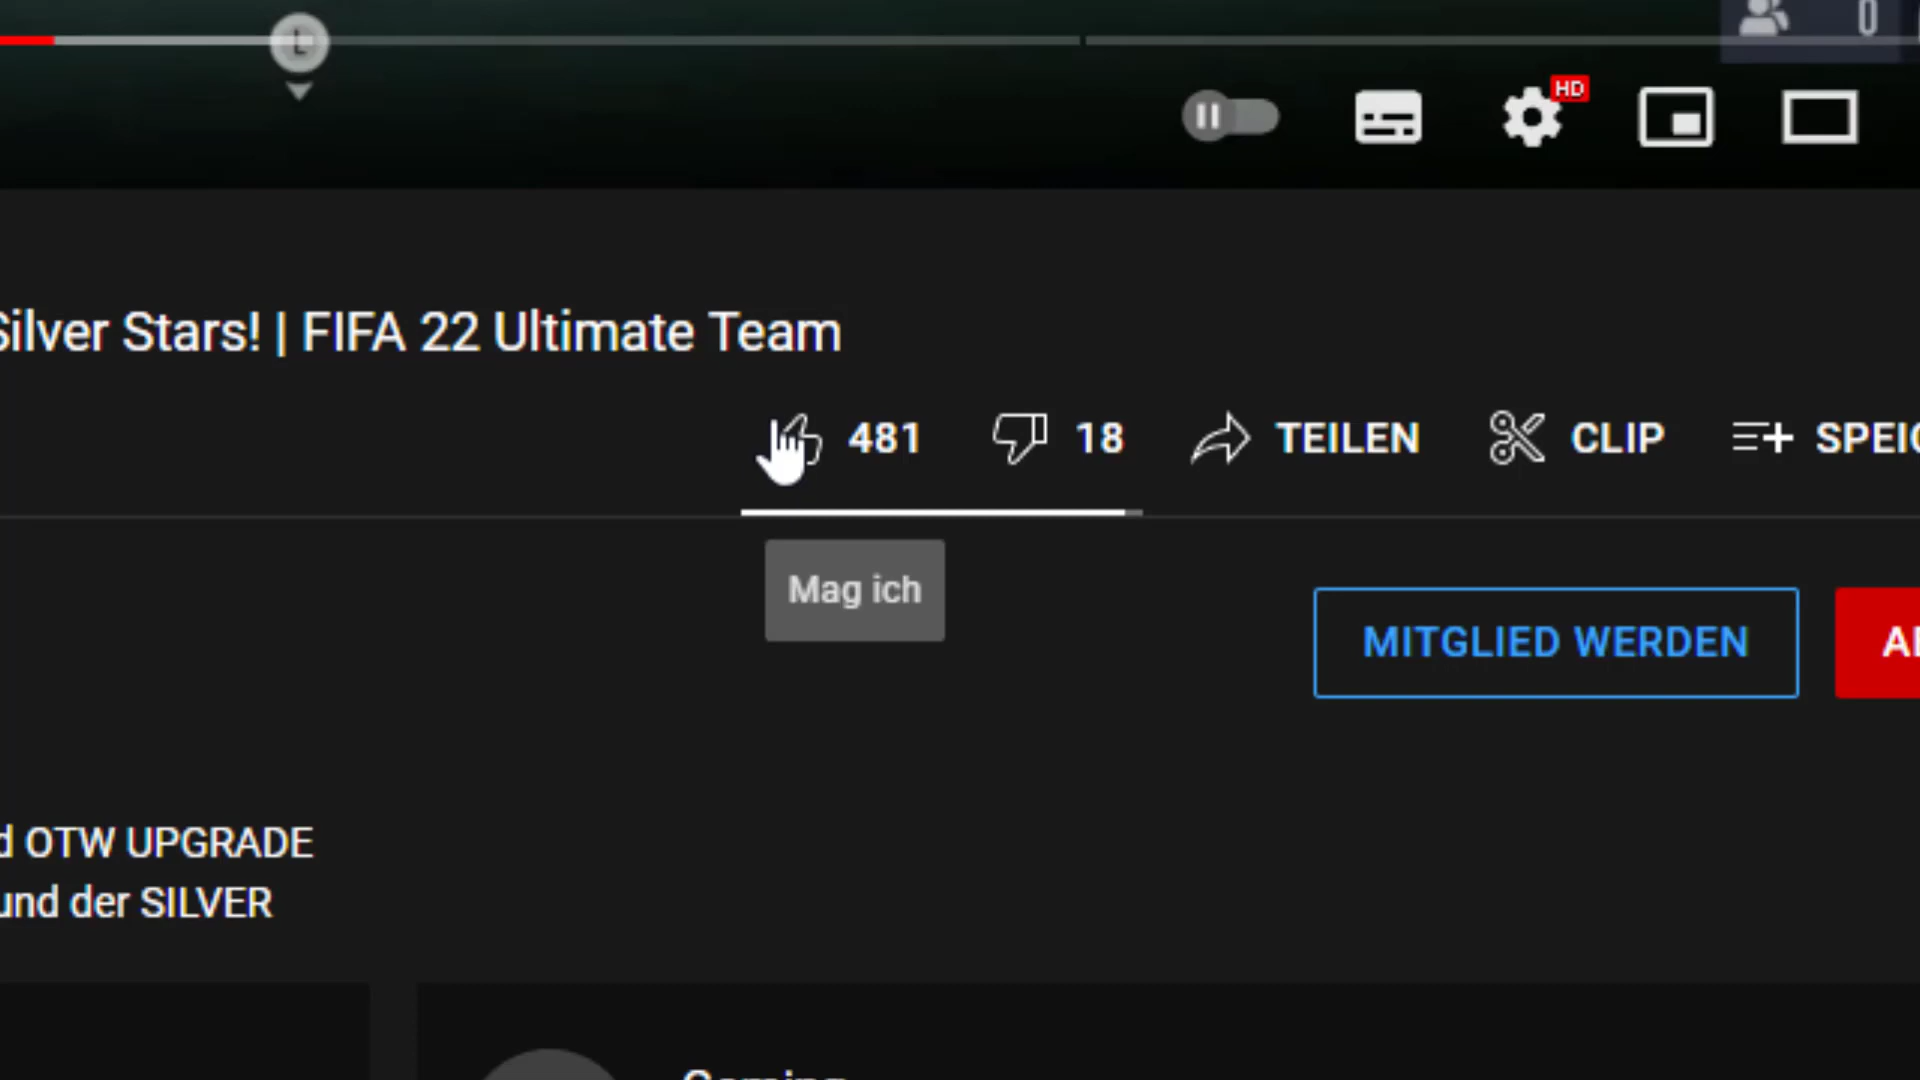 0
HD
Silver Stars! | FIFA 22 Ultimate Team
481 18 TEILEN CLIP
Mag ich
MITGLIED WERDEN
OTW UPGRADE
und der SILVER